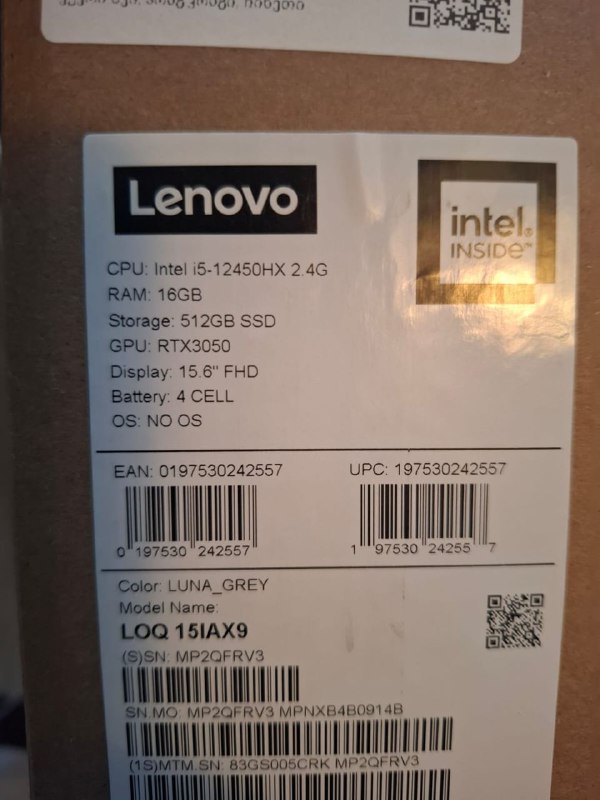 Lenovo
intel.
INSIDE™
CPU: Intel i5-12450HX 2.4G
RAM: 16GB
Storage: 512GB SSD
GPU: RTX3050
Display: 15.6" FHD
Battery: 4 CELL
OS: NO OS
EAN: 0197530242557
UPC: 197530242557
0 197530 242557
1 97530 24255 7
Color: LUNA_GREY
Model Name:
LOQ 15IAX9
(S)SN: MP2QFRV3
SN.MO: MP2QFRV3 MPNXB4B0914B
(1S)MTM.SN: 83GS005CRK MP2QFRV3